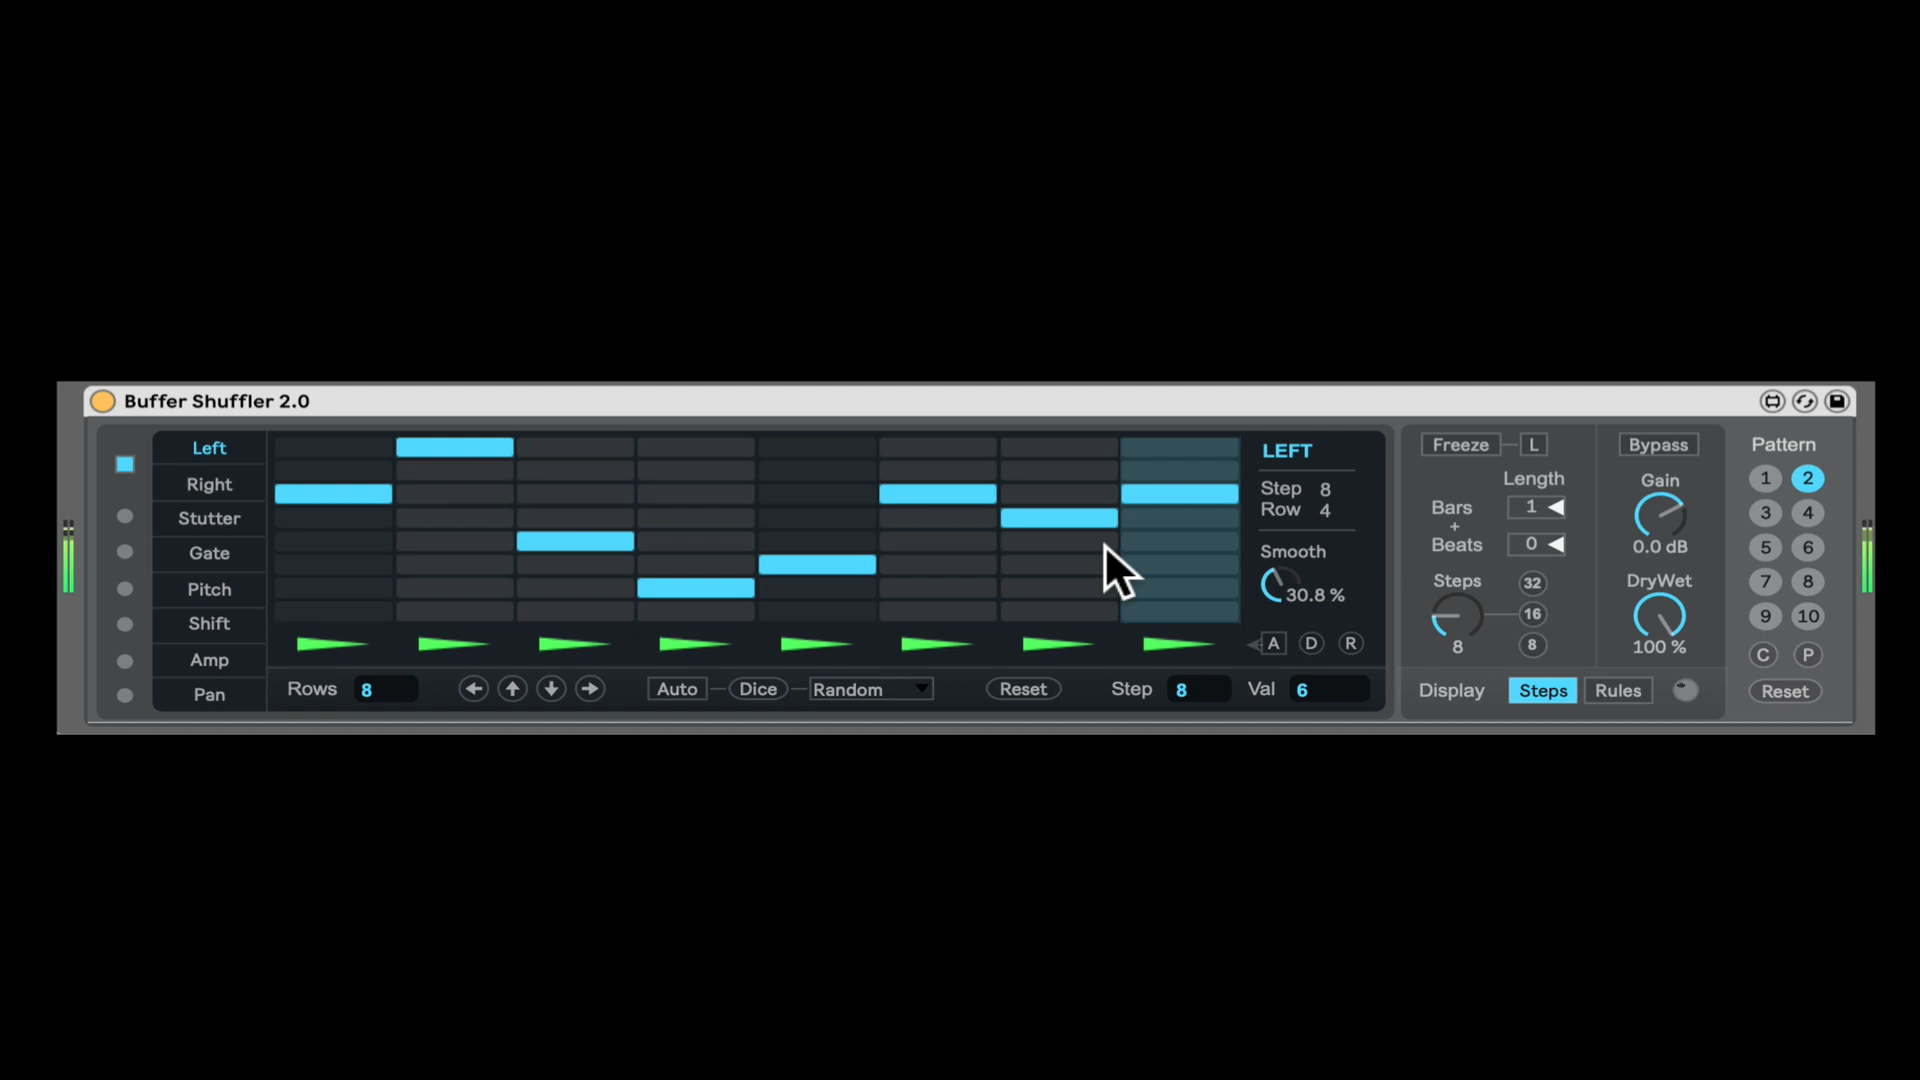 Buffer Shuffler 2.0
Left
Right
Stutter
Gate
Pitch
Shift
Amp
Pan
LEFT
Step 8
Row 4
Smooth
30.8 %
A D R
Rows 8
Auto Dice Random
Reset
Step 8 Val 6
Freeze L
Length
Bars 1
+
Beats 0
Steps
8
32
16
8
Display Steps Rules
Bypass
Gain
0.0 dB
DryWet
100 %
Pattern
1 2
3 4
5 6
7 8
9 10
C P
Reset